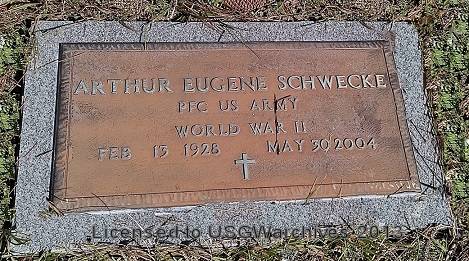 ARTHUR EUGENE SCHWECKE
PFC US ARMY
WORLD WAR II
FEB 13 1928 MAY 30 2004
Licensed to USGWarchives 2013